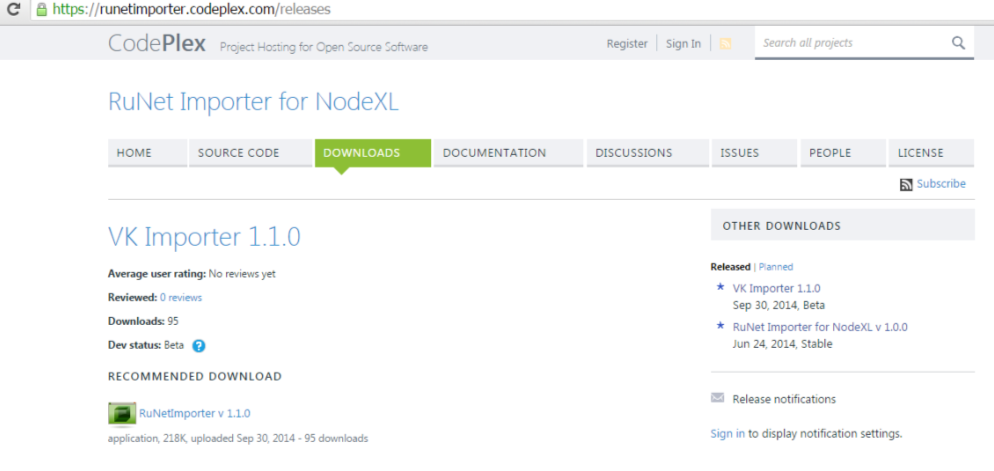 https://runetimporter.codeplex.com/releases
CodePlex Project Hosting for Open Source Software
Register Sign In Search all projects
RuNet Importer for NodeXL
HOME SOURCE CODE DOWNLOADS DOCUMENTATION DISCUSSIONS ISSUES PEOPLE LICENSE
Subscribe
VK Importer 1.1.0
Average user rating: No reviews yet
Reviewed: 0 reviews
Downloads: 95
Dev status: Beta ?
RECOMMENDED DOWNLOAD
RuNetImporter v 1.1.0
application, 218K, uploaded Sep 30, 2014 - 95 downloads
OTHER DOWNLOADS
Released | Planned
* VK Importer 1.1.0
Sep 30, 2014, Beta
* RuNet Importer for NodeXL v 1.0.0
Jun 24, 2014, Stable
Release notifications
Sign in to display notification settings.